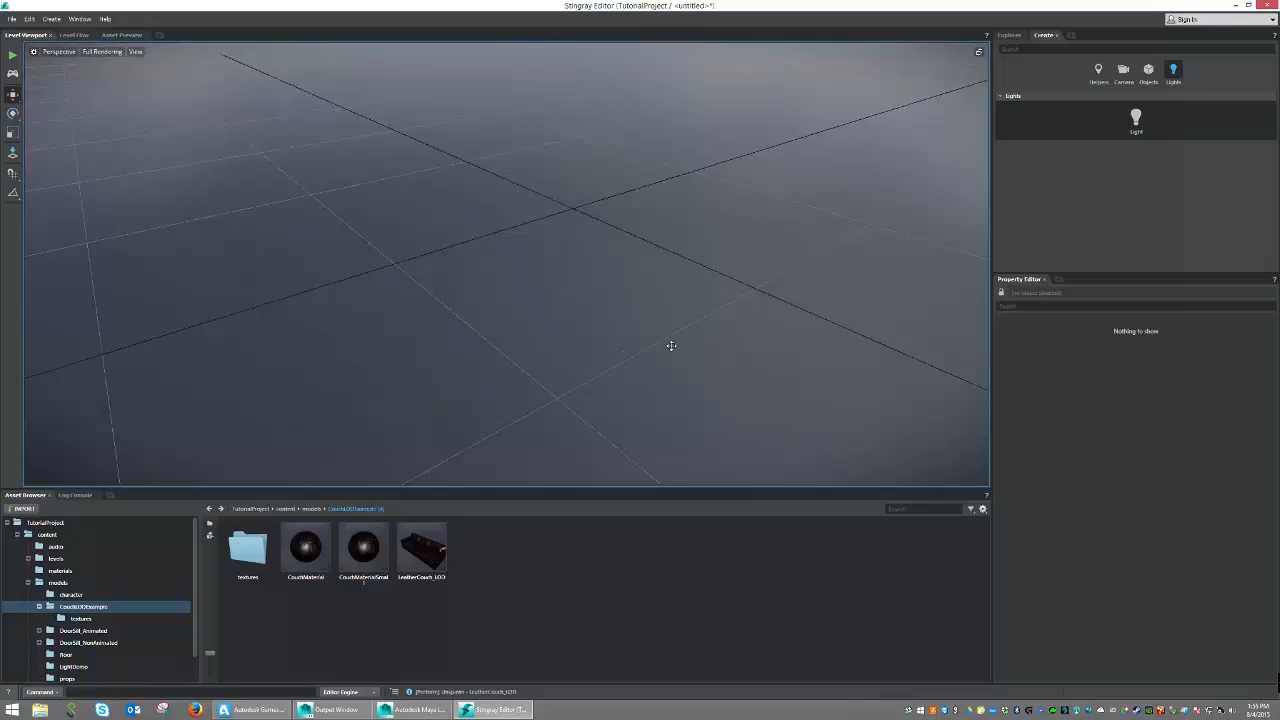 Stingray Editor (TutorialProject / <untitled>*)
File Edit Create Window Help
Sign In
Level Viewport Level Flow Asset Preview
Explorer Create
Perspective Full Rendering View
Search
Helpers Camera Objects Lights
Lights
Light
Property Editor
(no object selected)
Search
Nothing to show
Asset Browser Log Console
IMPORT
TutorialProject content models CouchLODExample (4)
Search
TutorialProject
content
audio
levels
materials
models
character
CouchLODExample
textures
DoorSill_Animated
DoorSill_NonAnimated
floor
LightDemo
props
textures
CouchMaterial
CouchMaterialSmal
l
LeatherCouch_LOD
? Command Editor Engine [Perform] Unspawn - LeatherCouch_LOD
Autodesk Games... Output Window Autodesk Maya L... Stingray Editor (T...
1:55 PM
8/4/2015